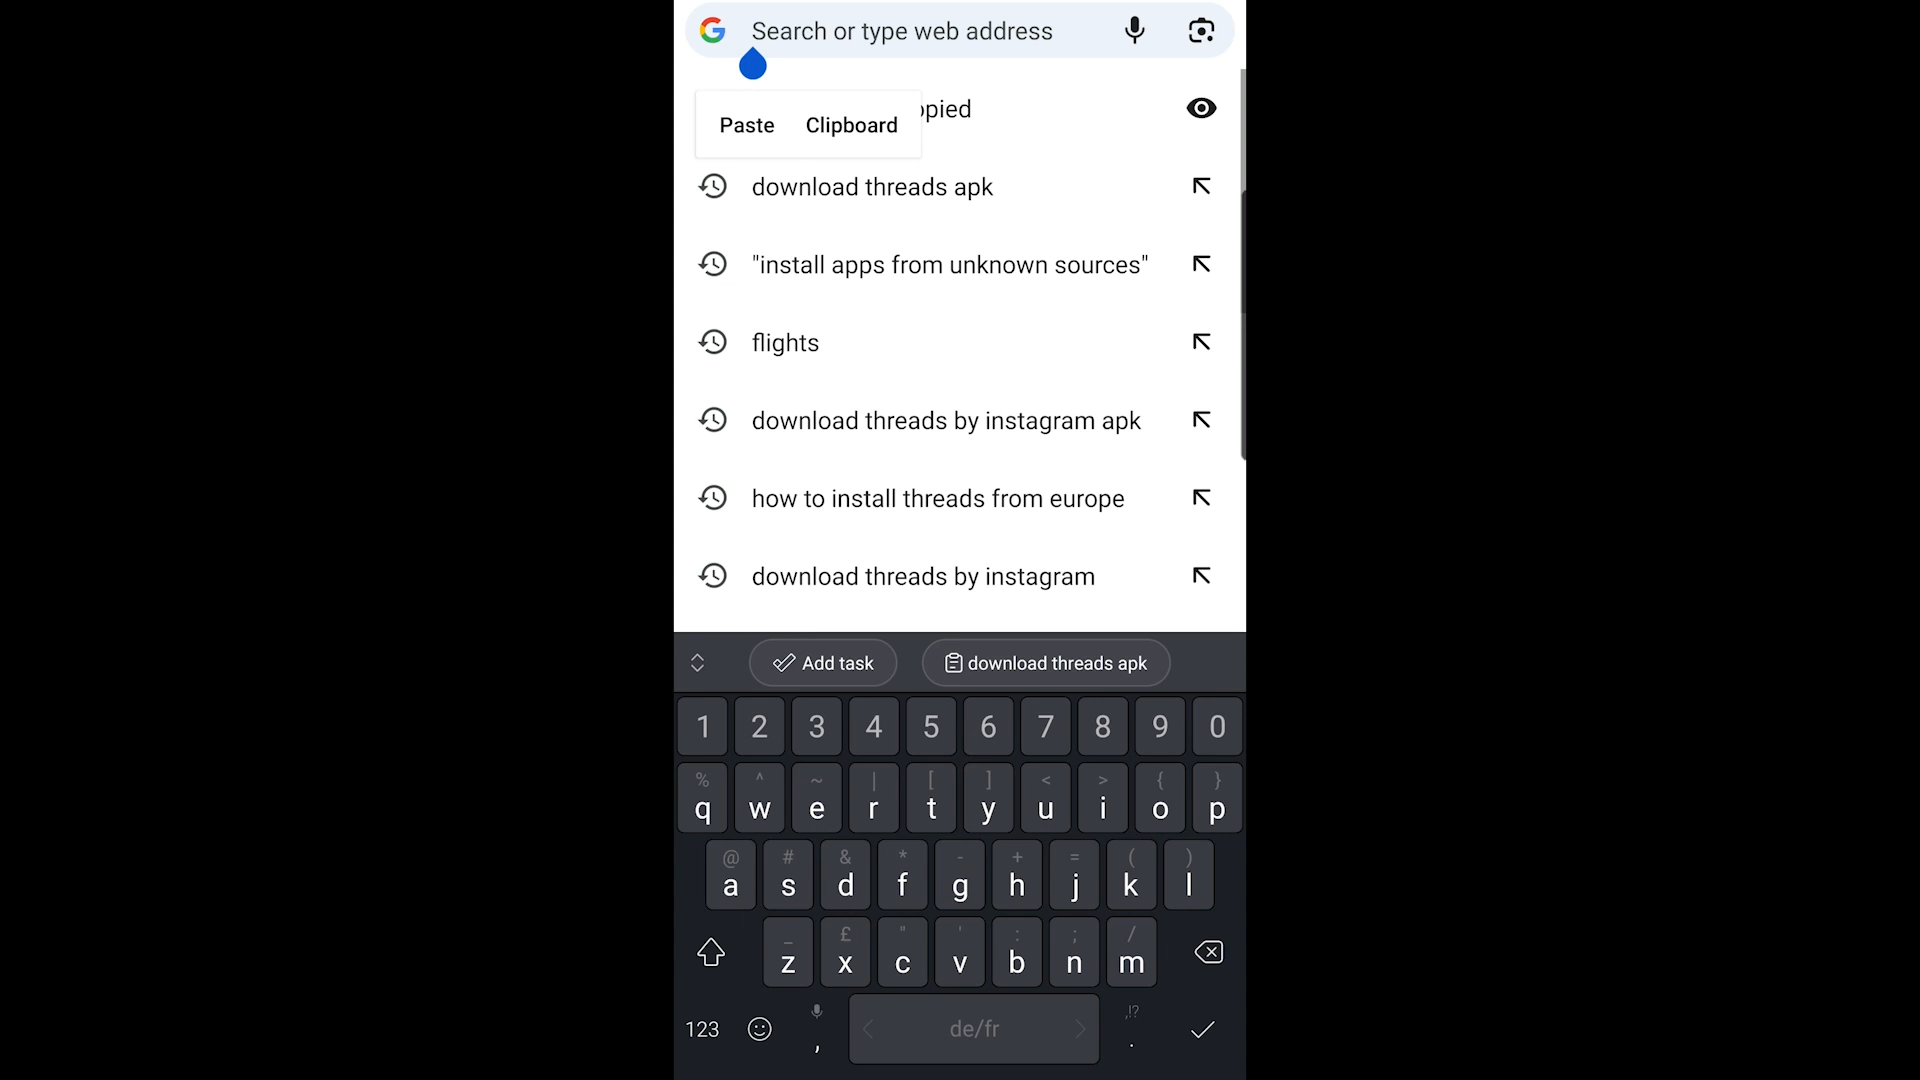 Search or type web address
opied
Paste Clipboard
download threads apk
"install apps from unknown sources"
flights
download threads by instagram apk
how to install threads from europe
download threads by instagram
Add task download threads apk
1 2 3 4 5 6 7 8 9 0
% ^ ~ | [ ] < > { }
q w e r t y u i o p
@ # & * - + = ( )
a s d f g h j k l
_ £ " ' : ; /
z x c v b n m
,!?
123 , de/fr .